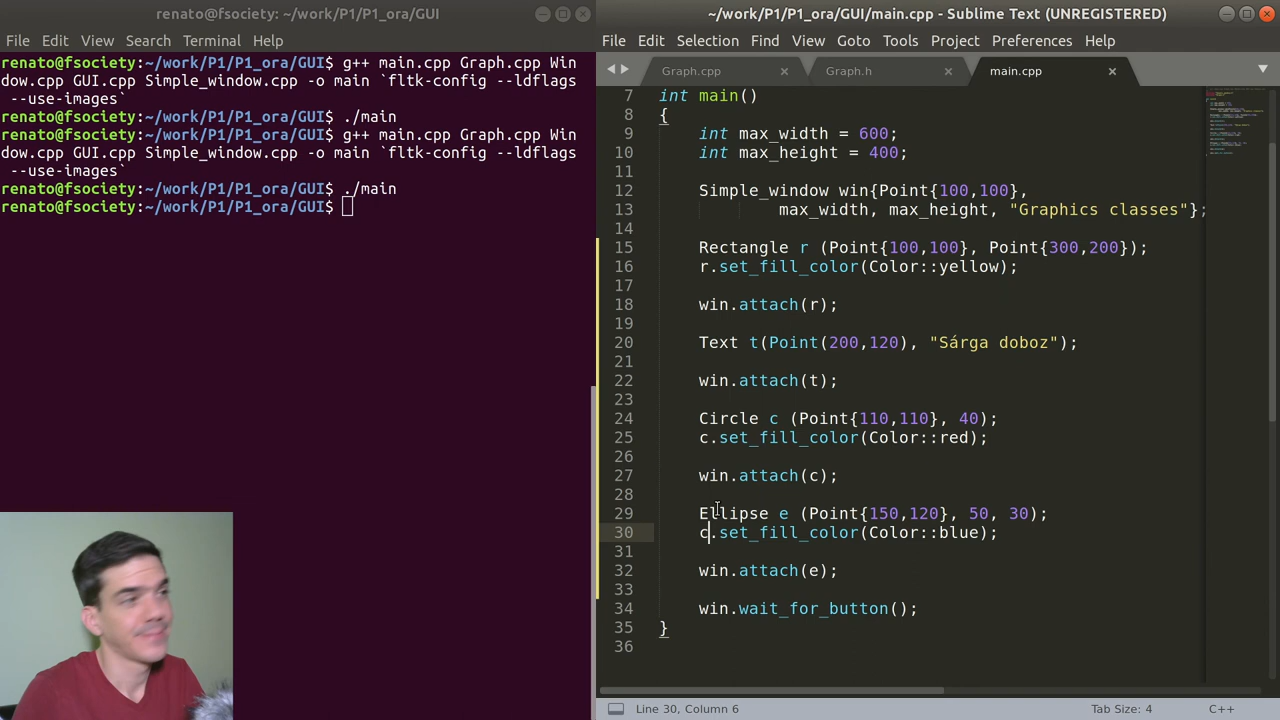 renato@fsociety: ~/work/P1/P1_ora/GUI
File Edit View Search Terminal Help
renato@fsociety:~/work/P1/P1_ora/GUI$ g++ main.cpp Graph.cpp Win
dow.cpp GUI.cpp Simple_window.cpp -o main `fltk-config --ldflags
--use-images`
renato@fsociety:~/work/P1/P1_ora/GUI$ ./main
renato@fsociety:~/work/P1/P1_ora/GUI$ g++ main.cpp Graph.cpp Win
dow.cpp GUI.cpp Simple_window.cpp -o main `fltk-config --ldflags
--use-images`
renato@fsociety:~/work/P1/P1_ora/GUI$ ./main
renato@fsociety:~/work/P1/P1_ora/GUI$
~/work/P1/P1_ora/GUI/main.cpp - Sublime Text (UNREGISTERED)
File Edit Selection Find View Goto Tools Project Preferences Help
Graph.cpp Graph.h main.cpp
7 int main()
8 {
9 int max_width = 600;
10 int max_height = 400;
11
12 Simple_window win{Point{100,100},
13 max_width, max_height, "Graphics classes"};
14
15 Rectangle r (Point{100,100}, Point{300,200});
16 r.set_fill_color(Color::yellow);
17
18 win.attach(r);
19
20 Text t(Point(200,120), "Sárga doboz");
21
22 win.attach(t);
23
24 Circle c (Point{110,110}, 40);
25 c.set_fill_color(Color::red);
26
27 win.attach(c);
28
29 Ellipse e (Point{150,120}, 50, 30);
30 c.set_fill_color(Color::blue);
31
32 win.attach(e);
33
34 win.wait_for_button();
35 }
36
Line 30, Column 6 Tab Size: 4 C++